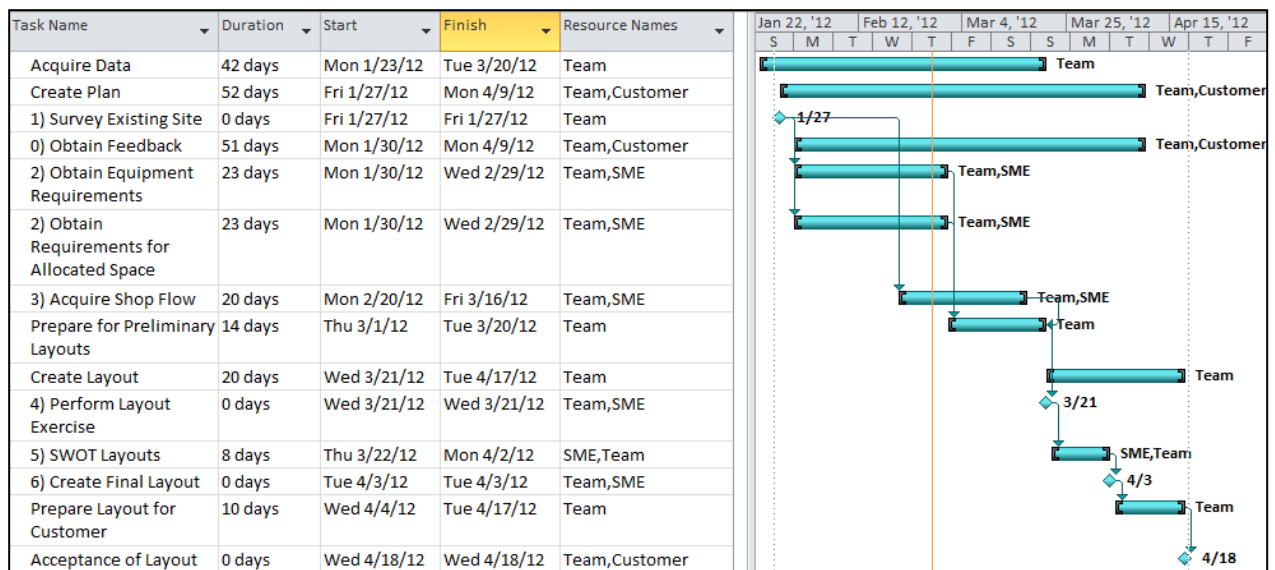 Task Name Duration Start Finish Resource Names Jan 22, '12 Feb 12, '12 Mar 4, '12 Mar 25, '12 Apr 15, '12
S M T W T F S S M T W T F
Acquire Data 42 days Mon 1/23/12 Tue 3/20/12 Team Team
Create Plan 52 days Fri 1/27/12 Mon 4/9/12 Team,Customer Team,Customer
1) Survey Existing Site 0 days Fri 1/27/12 Fri 1/27/12 Team 1/27
0) Obtain Feedback 51 days Mon 1/30/12 Mon 4/9/12 Team,Customer Team,Customer
2) Obtain Equipment 23 days Mon 1/30/12 Wed 2/29/12 Team,SME Team,SME
Requirements
2) Obtain 23 days Mon 1/30/12 Wed 2/29/12 Team,SME Team,SME
Requirements for
Allocated Space
3) Acquire Shop Flow 20 days Mon 2/20/12 Fri 3/16/12 Team,SME Team,SME
Prepare for Preliminary 14 days Thu 3/1/12 Tue 3/20/12 Team Team
Layouts
Create Layout 20 days Wed 3/21/12 Tue 4/17/12 Team Team
4) Perform Layout 0 days Wed 3/21/12 Wed 3/21/12 Team,SME 3/21
Exercise
5) SWOT Layouts 8 days Thu 3/22/12 Mon 4/2/12 SME,Team SME,Team
6) Create Final Layout 0 days Tue 4/3/12 Tue 4/3/12 Team,SME 4/3
Prepare Layout for 10 days Wed 4/4/12 Tue 4/17/12 Team Team
Customer
Acceptance of Layout 0 days Wed 4/18/12 Wed 4/18/12 Team,Customer 4/18